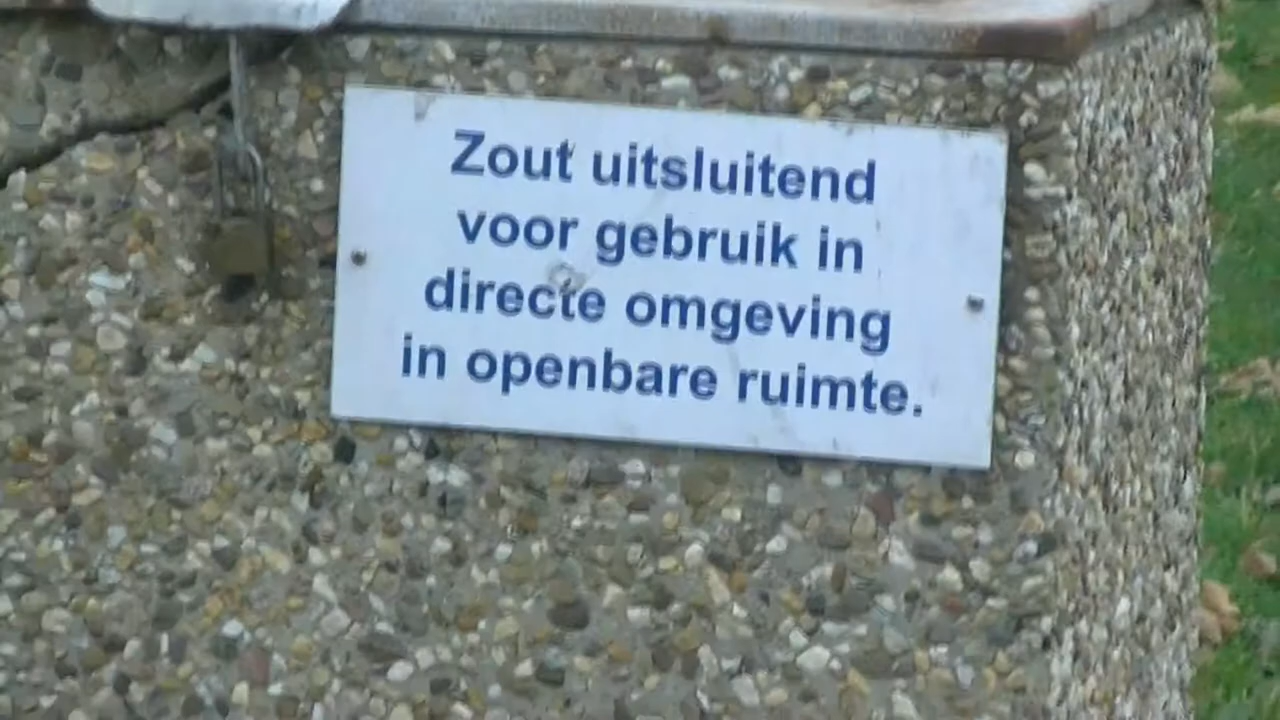 Zout uitsluitend
voor gebruik in
directe omgeving
in openbare ruimte.